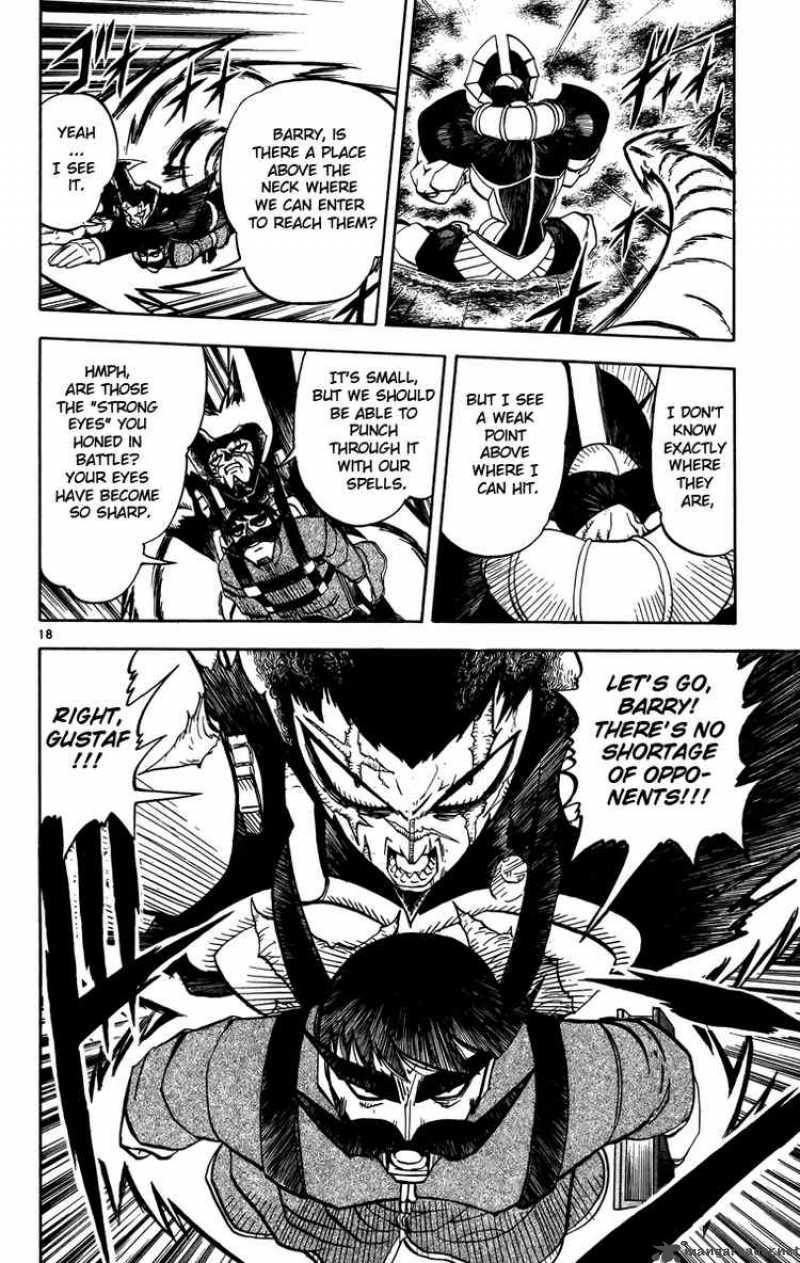 BARRY, IS
THERE A PLACE
ABOVE THE
NECK WHERE
WE CAN ENTER
TO REACH THEM?
YEAH
...
I SEE
IT.
I DON'T
KNOW
EXACTLY
WHERE
THEY
ARE,
BUT I SEE
A WEAK
POINT
ABOVE
WHERE I
CAN HIT.
IT'S SMALL,
BUT WE SHOULD
BE ABLE TO
PUNCH
THROUGH IT
WITH OUR
SPELLS.
HMPH,
ARE THOSE
THE "STRONG
EYES" YOU
HONED IN
BATTLE?
YOUR EYES
HAVE BECOME
SO SHARP.
18
LET'S GO,
BARRY!
THERE'S NO
SHORTAGE
OF OPPO-
NENTS!!!
RIGHT,
GUSTAF
!!!
mangareader.net